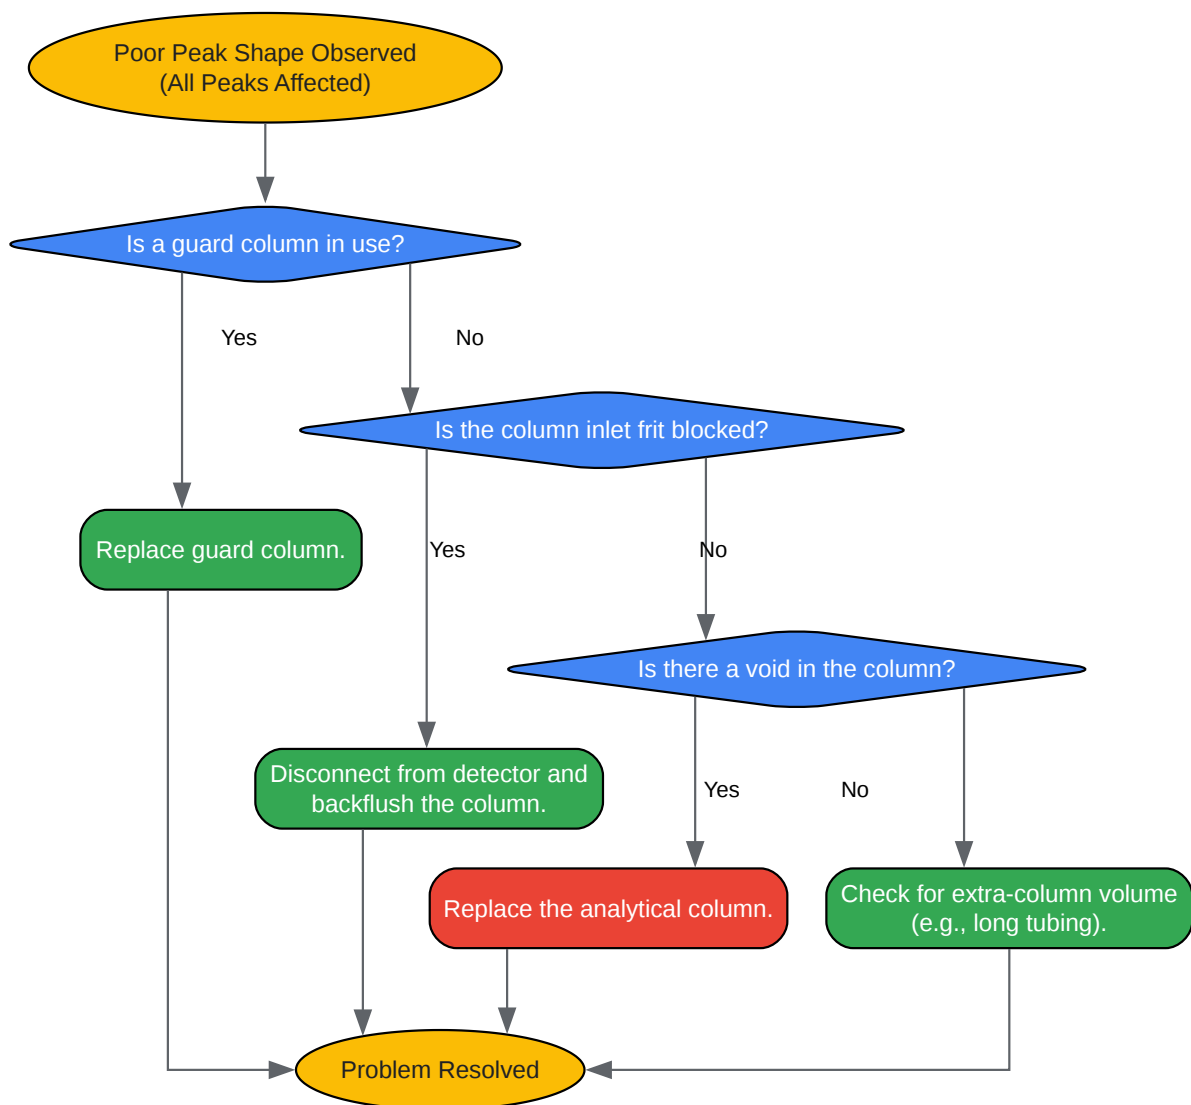 Poor Peak Shape Observed
(All Peaks Affected)
Is a guard column in use?
Yes
No
Is the column inlet frit blocked?
Replace guard column.
Yes
No
Is there a void in the column?
Disconnect from detector and
backflush the column.
Yes
No
Replace the analytical column.
Check for extra-column volume
(e.g., long tubing).
Problem Resolved